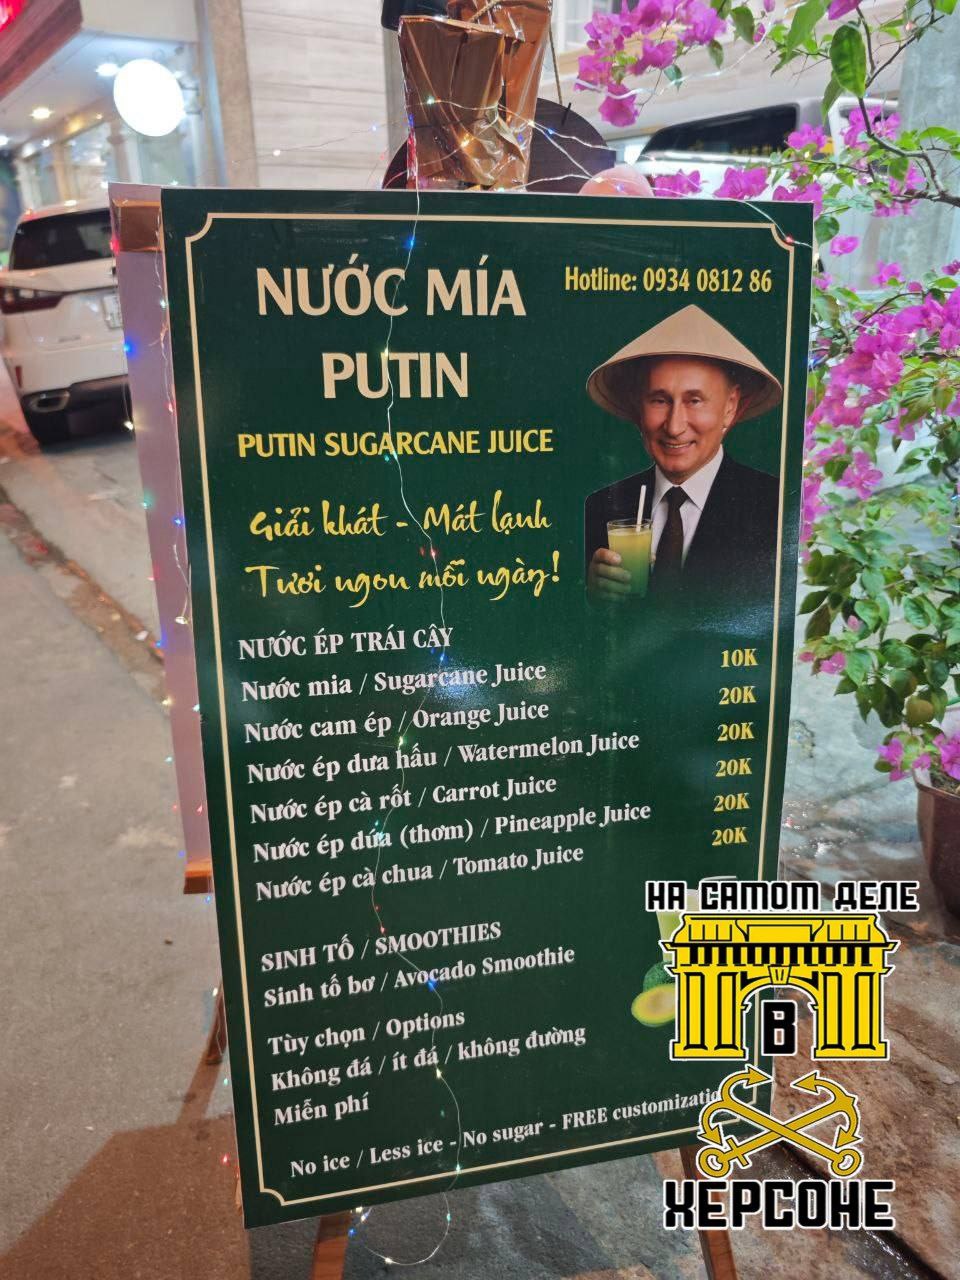 NƯỚC MÍA
PUTIN
PUTIN SUGARCANE JUICE
Hotline: 0934 0812 86
Giải khát - Mát lạnh
Tươi ngon mỗi ngày!
NƯỚC ÉP TRÁI CÂY
Nước mia / Sugarcane Juice 10K
Nước cam ép / Orange Juice 20K
Nước ép dưa hấu / Watermelon Juice 20K
Nước ép cà rốt / Carrot Juice 20K
Nước ép dứa (thơm) / Pineapple Juice 20K
Nước ép cà chua / Tomato Juice 20K
SINH TỐ / SMOOTHIES
Sinh tố bơ / Avocado Smoothie
Tùy chọn / Options
Không đá / ít đá / không đường
Miễn phí
No ice / Less ice - No sugar - FREE
НА САМОМ ДЕЛЕ
В
ХЕРСОНЕ